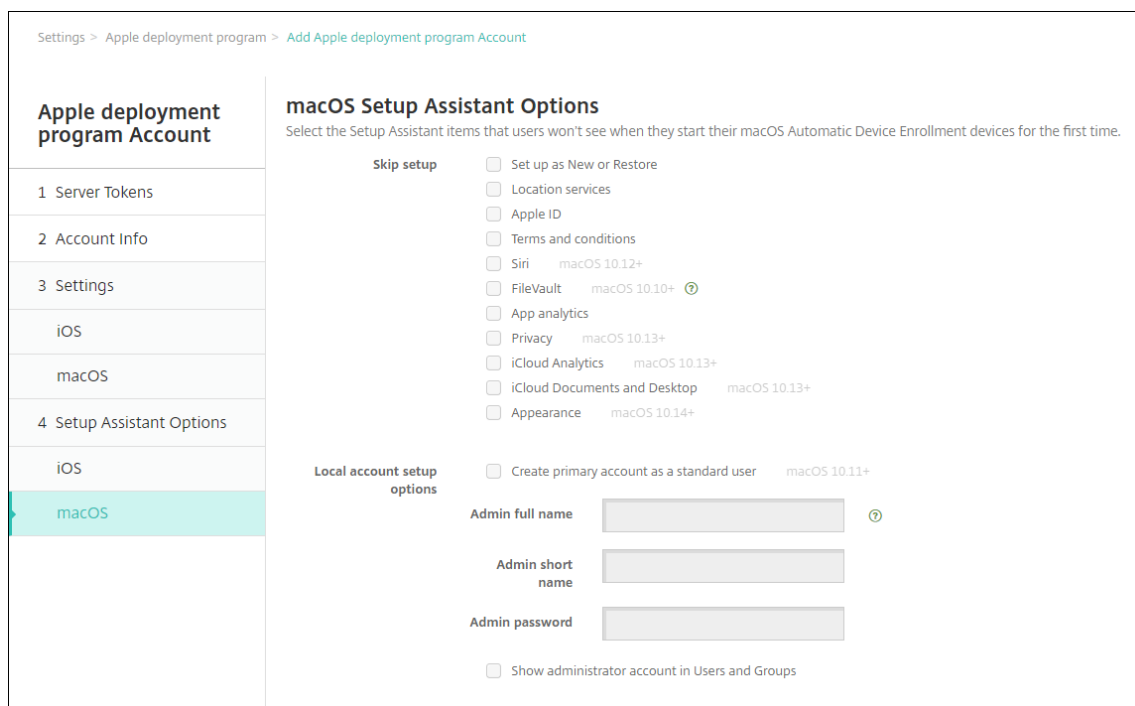 Settings > Apple deployment program > Add Apple deployment program Account
Apple deployment
program Account
1 Server Tokens
2 Account Info
3 Settings
iOS
macOS
4 Setup Assistant Options
iOS
macOS
macOS Setup Assistant Options
Select the Setup Assistant items that users won't see when they start their macOS Automatic Device Enrollment devices for the first time.
Skip setup
Set up as New or Restore
Location services
Apple ID
Terms and conditions
Siri macOS 10.12+
FileVault macOS 10.10+ ?
App analytics
Privacy macOS 10.13+
iCloud Analytics macOS 10.13+
iCloud Documents and Desktop macOS 10.13+
Appearance macOS 10.14+
Local account setup
options
Create primary account as a standard user macOS 10.11+
Admin full name ?
Admin short
name
Admin password
Show administrator account in Users and Groups